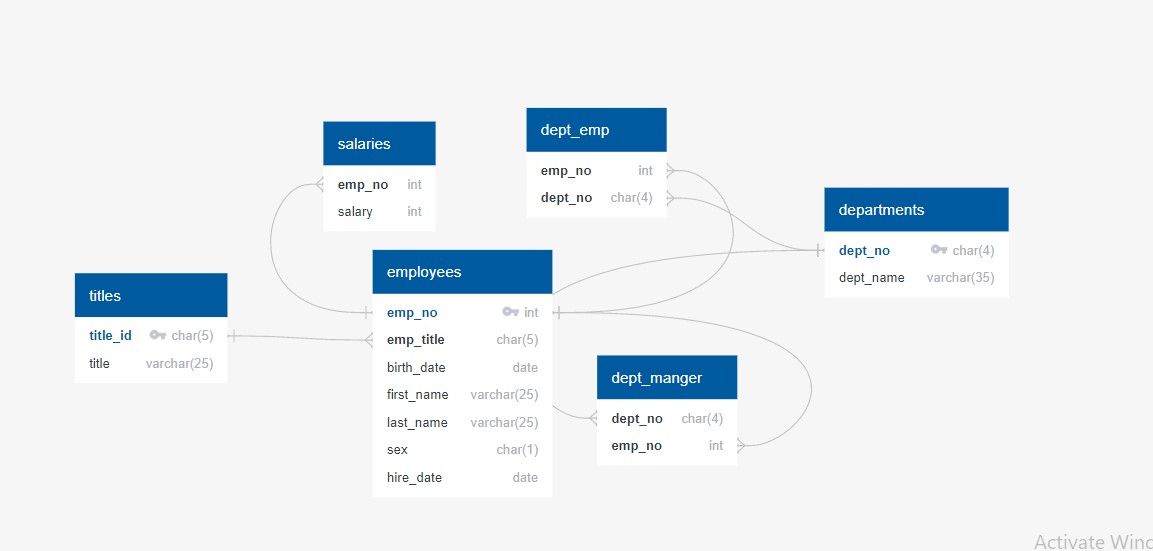 salaries
emp_no int
salary int
dept_emp
emp_no int
dept_no char(4)
departments
dept_no char(4)
dept_name varchar(35)
titles
title_id char(5)
title varchar(25)
employees
emp_no int
emp_title char(5)
birth_date date
first_name varchar(25)
last_name varchar(25)
sex char(1)
hire_date date
dept_manger
dept_no char(4)
emp_no int
Activate Winc